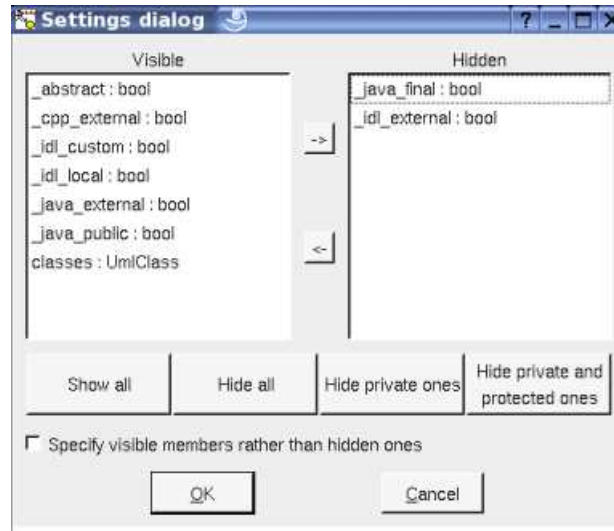 Settings dialog
?
Visible
Hidden
_abstract : bool
_cpp_external : bool
_idl_custom : bool
_idl_local : bool
_java_external : bool
_java_public : bool
classes : UmlClass
_java_final : bool
_idl_external : bool
->
<-
Show all
Hide all
Hide private ones
Hide private and
protected ones
Specify visible members rather than hidden ones
OK
Cancel